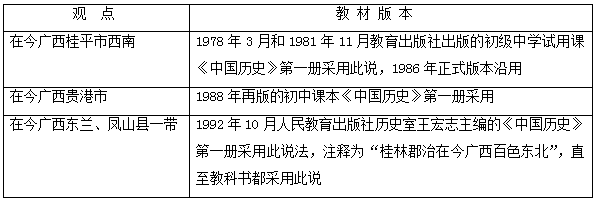 观 点 教 材 版 本
在今广西桂平市西南 1978 年 3 月和 1981 年 11 月教育出版社出版的初级中学试用课
《中国历史》第一册采用此说，1986 年正式版本沿用
在今广西贵港市 1988 年再版的初中课本《中国历史》第一册采用
在今广西东兰、凤山县一带 1992 年 10 月人民教育出版社历史室王宏志主编的《中国历史》
第一册采用此说法，注释为“桂林郡治在今广西百色东北”，直
至教科书都采用此说